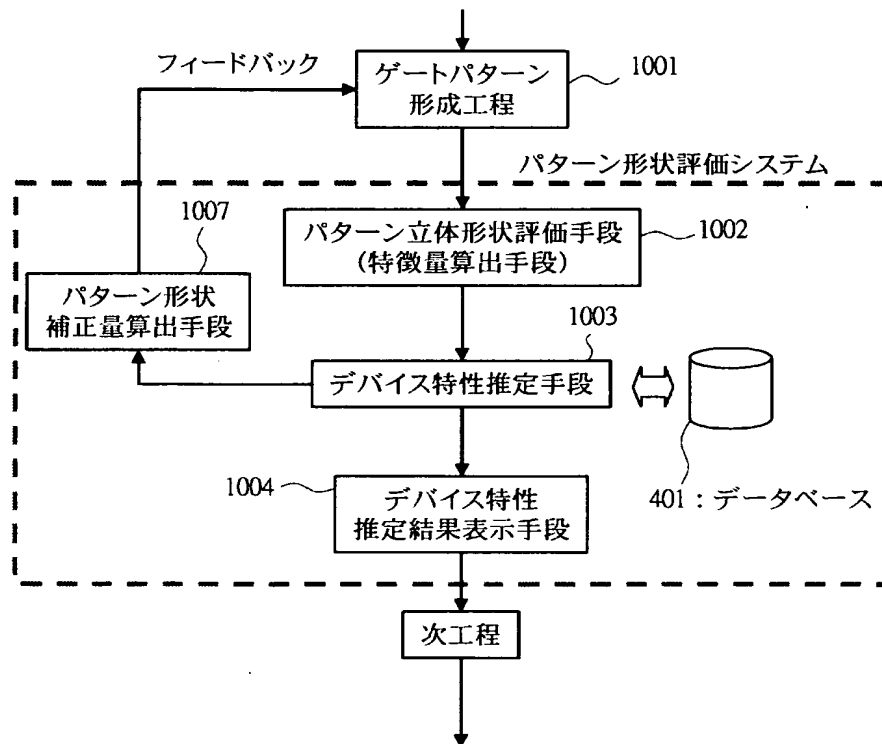 フィードバック
ゲートパターン
形成工程
1001
パターン形状評価システム
1007
パターン立体形状評価手段
(特徴量算出手段)
1002
パターン形状
補正量算出手段
1003
デバイス特性推定手段
1004
デバイス特性
推定結果表示手段
401：データベース
次工程